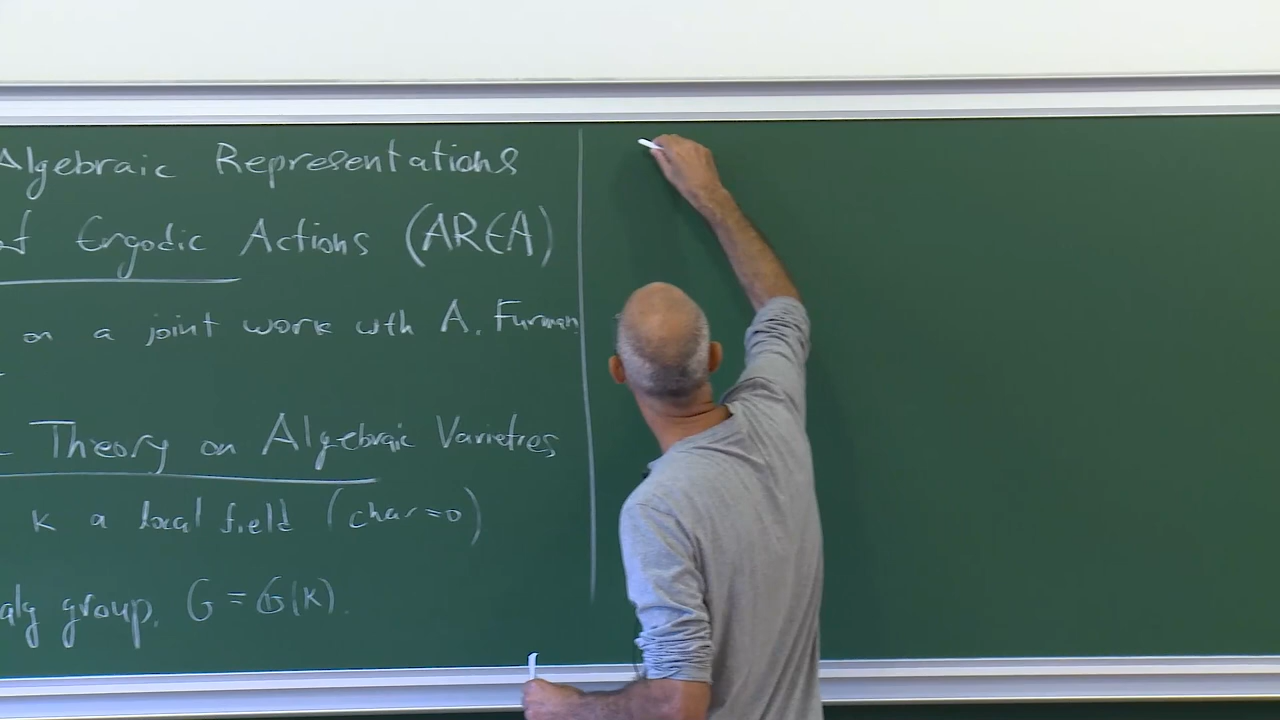 Algebraic Representations
of Ergodic Actions (AREA)
on a joint work wth A. Furman
Theory on Algebraic Varieties
k a local field (char=0)
alg group. G = G(k).